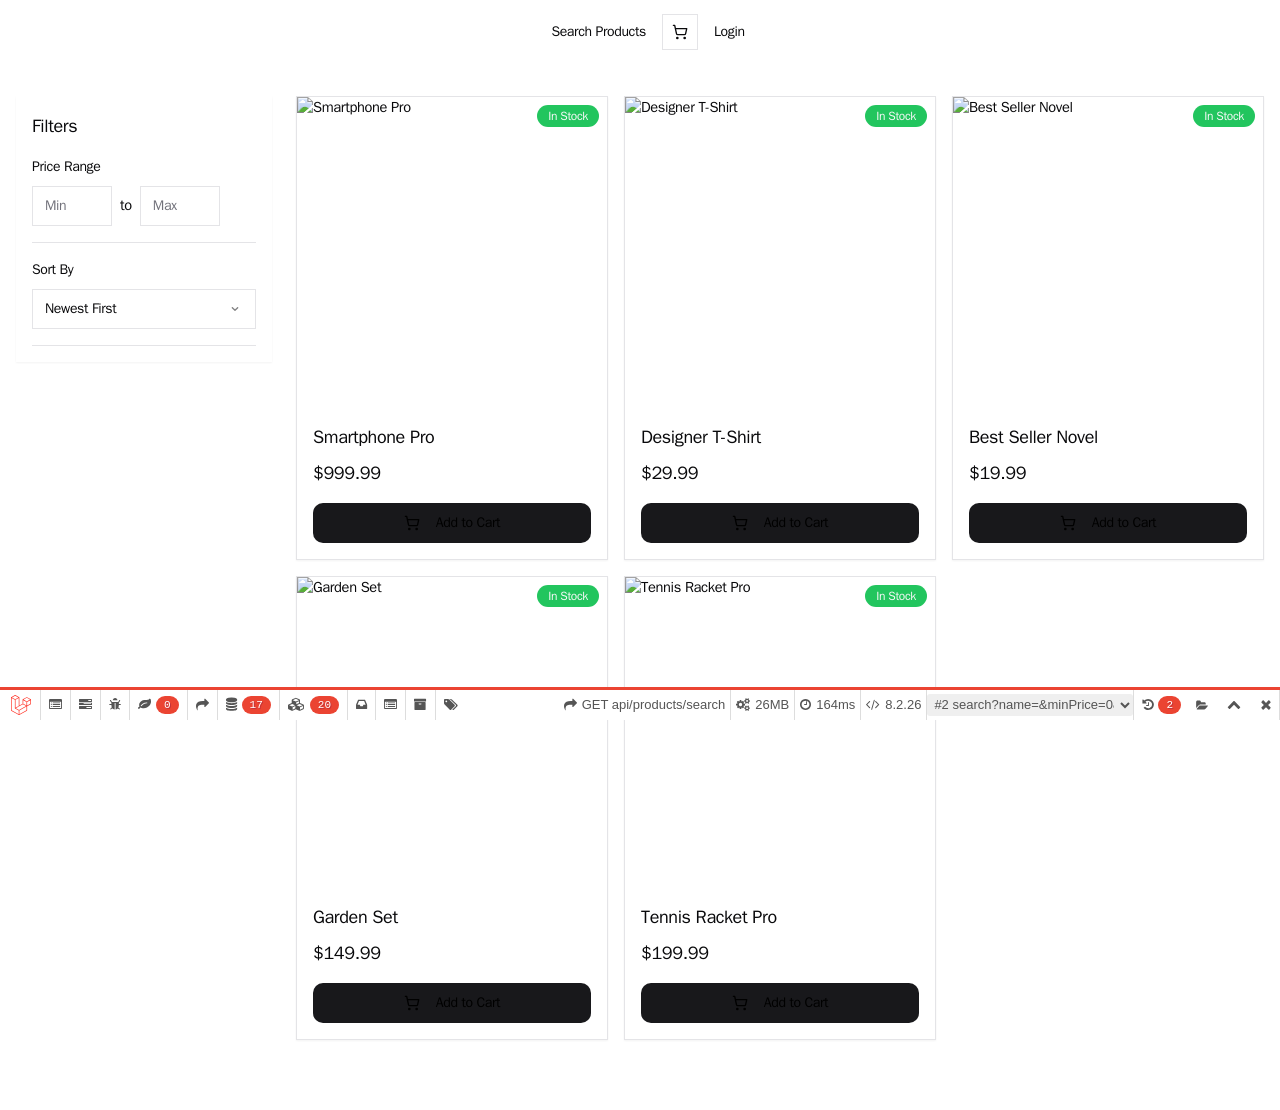 Search Products
Login
Filters
Price Range
Min to Max
Sort By
Newest First
Smartphone Pro
In Stock
Designer T-Shirt
In Stock
Best Seller Novel
In Stock
Smartphone Pro
$999.99
Add to Cart
Designer T-Shirt
$29.99
Add to Cart
Best Seller Novel
$19.99
Add to Cart
Garden Set
In Stock
Tennis Racket Pro
In Stock
0 17 20 GET api/products/search 26MB 164ms 8.2.26 #2 search?name=&minPrice=0 2
Garden Set
$149.99
Add to Cart
Tennis Racket Pro
$199.99
Add to Cart